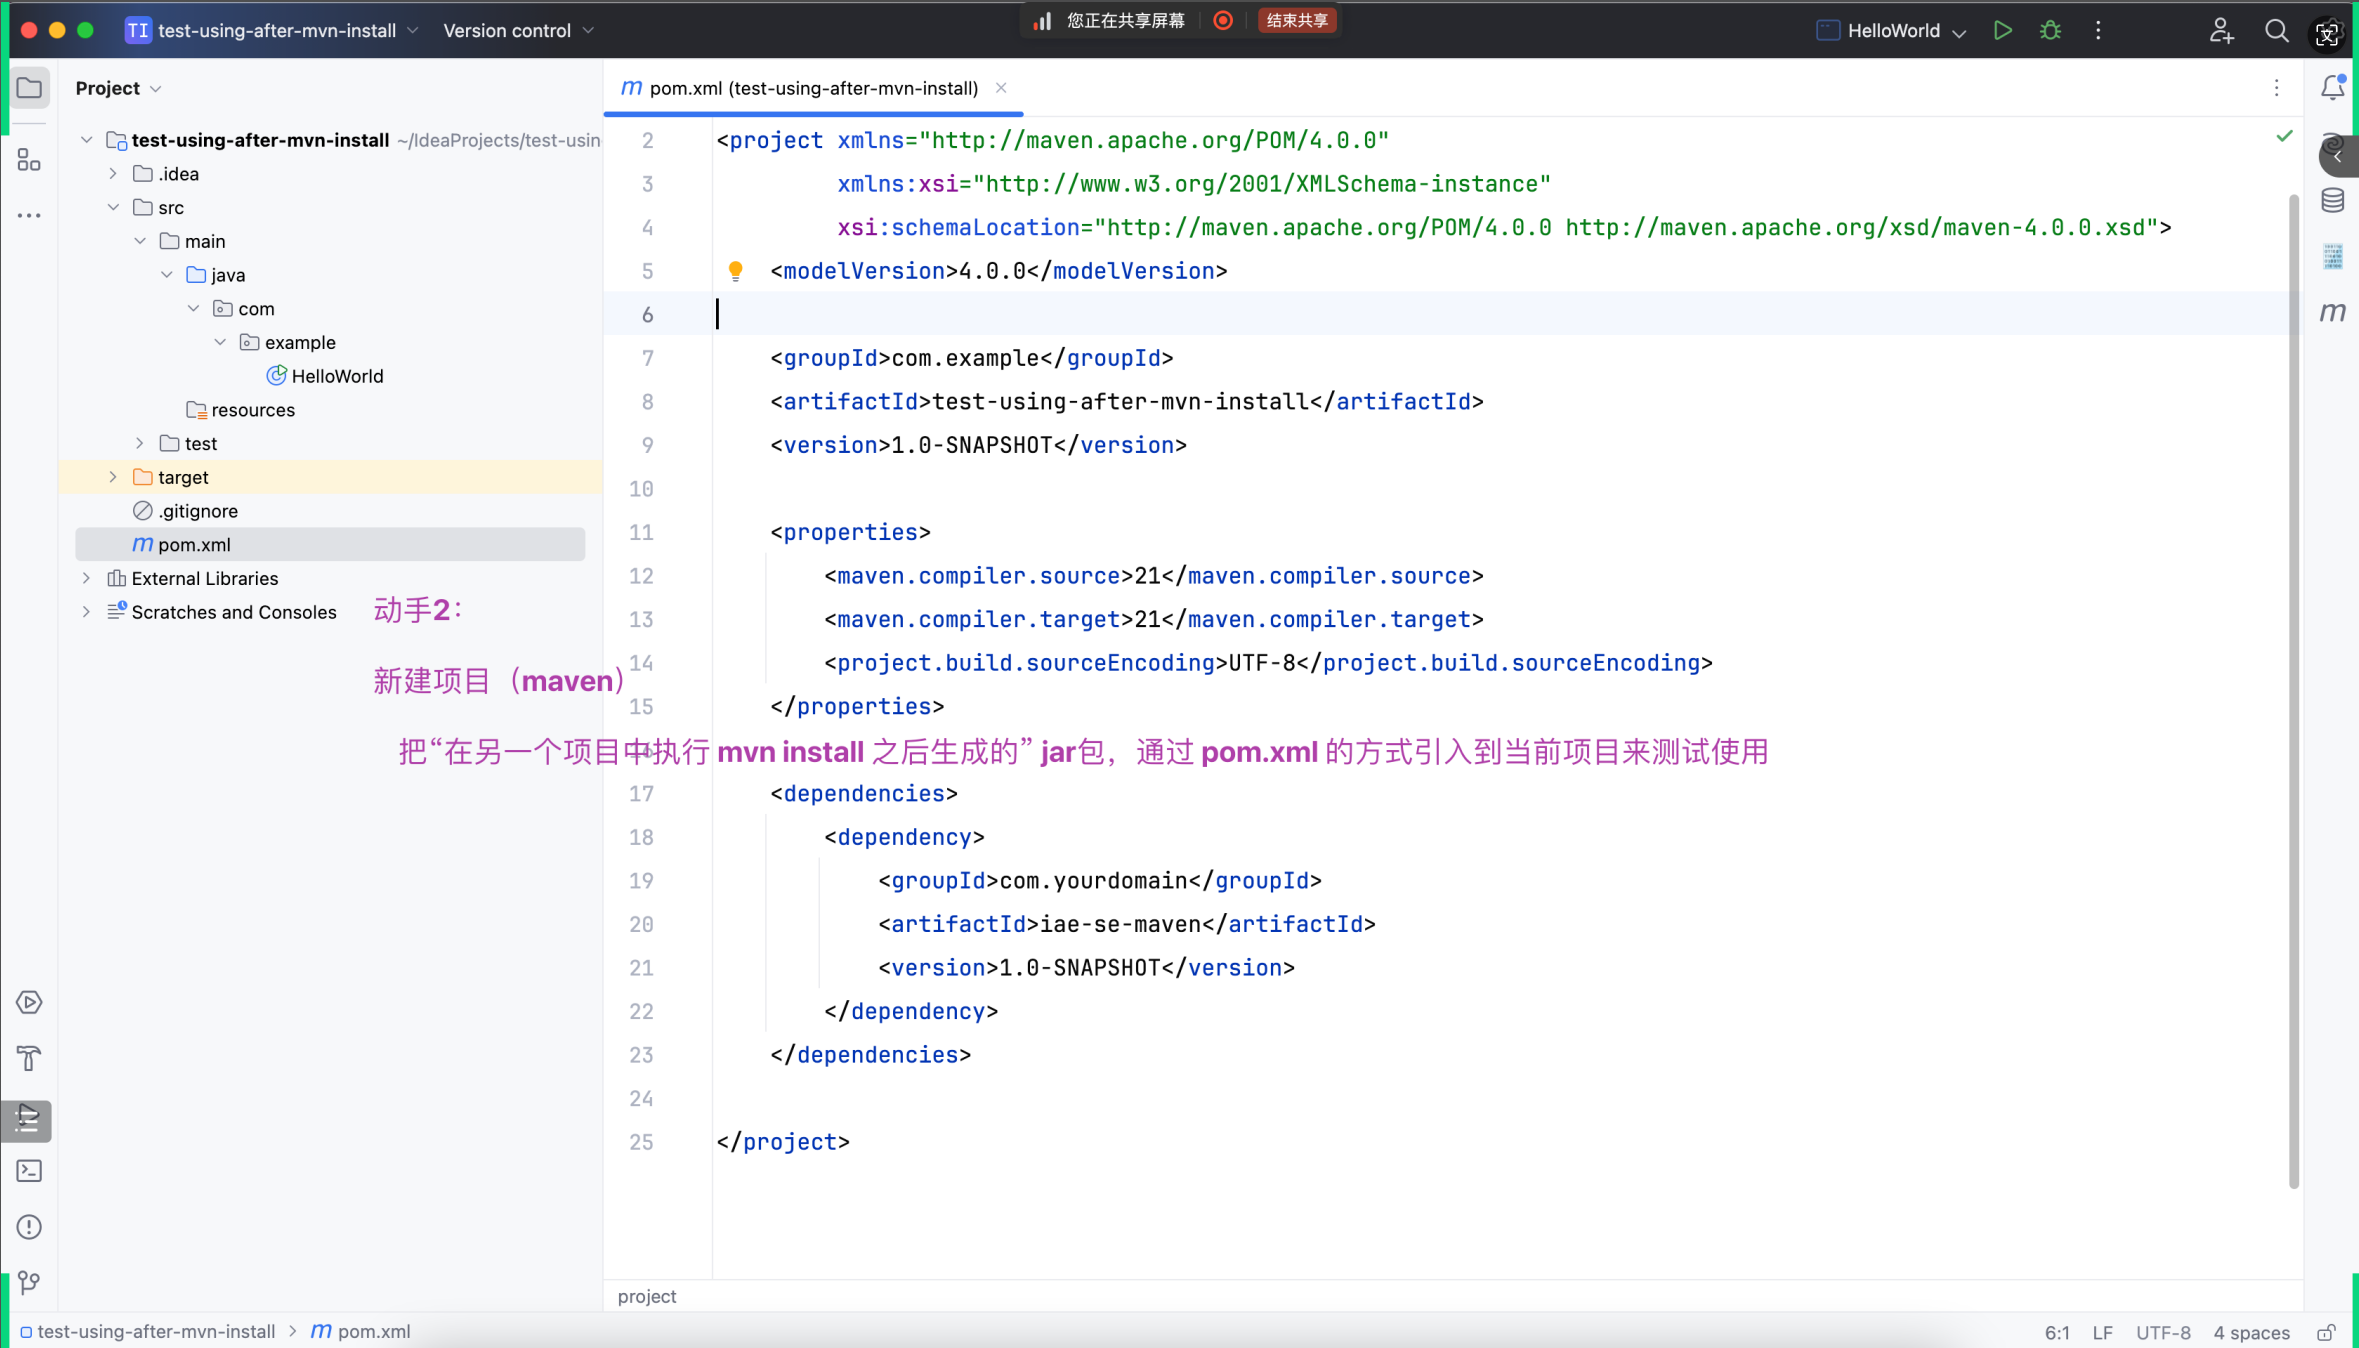 TI test-using-after-mvn-install Version control 您正在共享屏幕 结束共享 HelloWorld
Project
pom.xml (test-using-after-mvn-install)
test-using-after-mvn-install ~/IdeaProjects/test-usin
.idea
src
main
java
com
example
HelloWorld
resources
test
target
.gitignore
m pom.xml
External Libraries
Scratches and Consoles
动手2：
新建项目（maven）
把“在另一个项目中执行 mvn install 之后生成的” jar包，通过 pom.xml 的方式引入到当前项目来测试使用
2 <project xmlns="http://maven.apache.org/POM/4.0.0"
3 xmlns:xsi="http://www.w3.org/2001/XMLSchema-instance"
4 xsi:schemaLocation="http://maven.apache.org/POM/4.0.0 http://maven.apache.org/xsd/maven-4.0.0.xsd">
5 <modelVersion>4.0.0</modelVersion>
6
7 <groupId>com.example</groupId>
8 <artifactId>test-using-after-mvn-install</artifactId>
9 <version>1.0-SNAPSHOT</version>
10
11 <properties>
12 <maven.compiler.source>21</maven.compiler.source>
13 <maven.compiler.target>21</maven.compiler.target>
14 <project.build.sourceEncoding>UTF-8</project.build.sourceEncoding>
15 </properties>
16
17 <dependencies>
18 <dependency>
19 <groupId>com.yourdomain</groupId>
20 <artifactId>iae-se-maven</artifactId>
21 <version>1.0-SNAPSHOT</version>
22 </dependency>
23 </dependencies>
24
25 </project>
project
test-using-after-mvn-install > m pom.xml
6:1 LF UTF-8 4 spaces